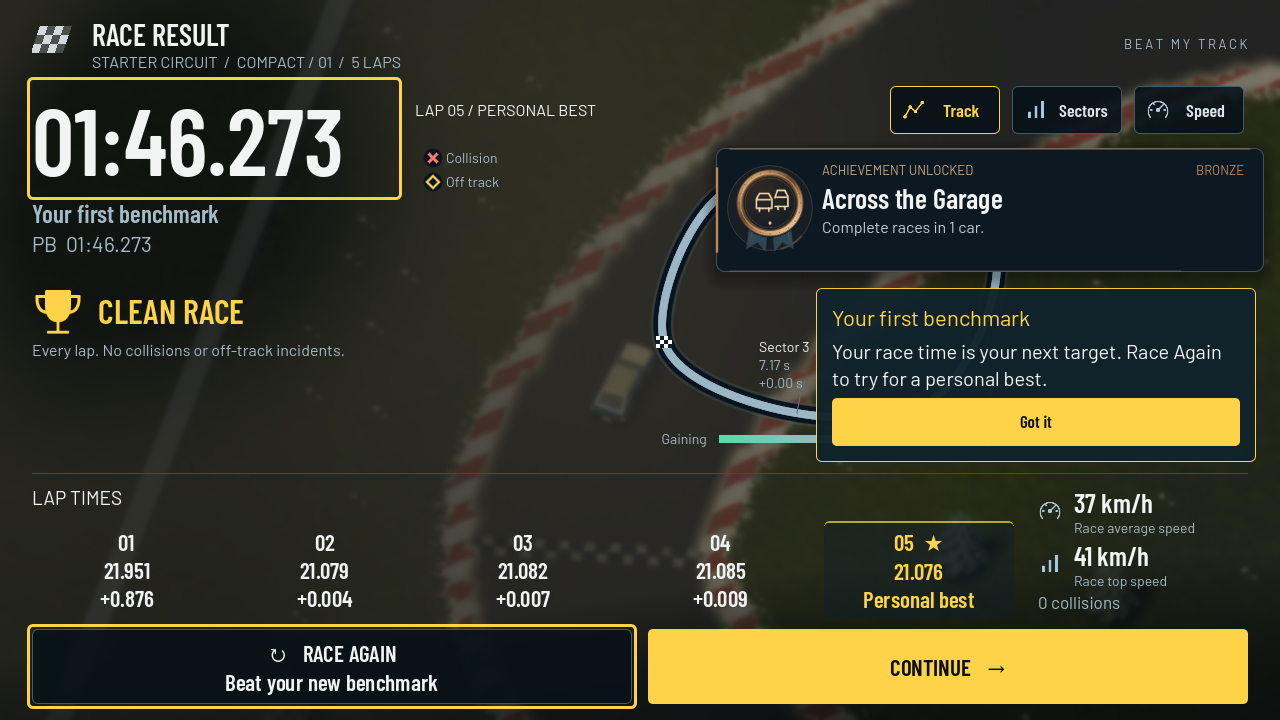 RACE RESULT
STARTER CIRCUIT / COMPACT / 01 / 5 LAPS
BEAT MY TRACK
01:46.273
LAP 05 / PERSONAL BEST
Collision
Off track
Track
Sectors
Speed
Your first benchmark
PB 01:46.273
CLEAN RACE
Every lap. No collisions or off-track incidents.
ACHIEVEMENT UNLOCKED
BRONZE
Across the Garage
Complete races in 1 car.
Sector 3
7.17 s
+0.00 s
Gaining
Your first benchmark
Your race time is your next target. Race Again
to try for a personal best.
Got it
LAP TIMES
01
21.951
+0.876
02
21.079
+0.004
03
21.082
+0.007
04
21.085
+0.009
05 ★
21.076
Personal best
37 km/h
Race average speed
41 km/h
Race top speed
0 collisions
↻ RACE AGAIN
Beat your new benchmark
CONTINUE →